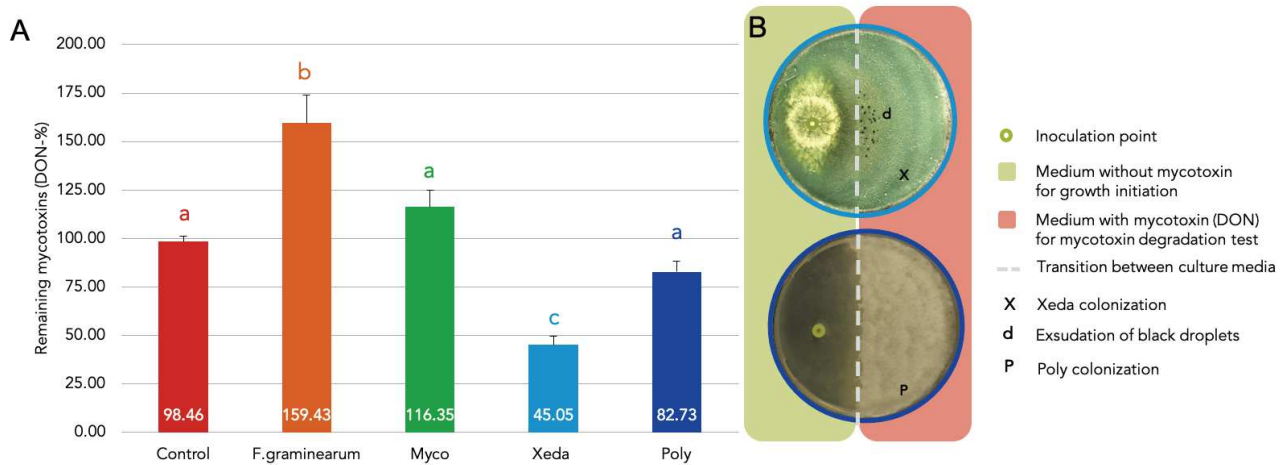 A
Remaining mycotoxins (DON-%)
200.00
175.00
150.00
125.00
100.00
75.00
50.00
25.00
0.00
a
b
a
c
a
98.46
159.43
116.35
45.05
82.73
Control
F.graminearum
Myco
Xeda
Poly
B
d
X
P
Inoculation point
Medium without mycotoxin
for growth initiation
Medium with mycotoxin (DON)
for mycotoxin degradation test
Transition between culture media
X Xeda colonization
d Exsudation of black droplets
P Poly colonization